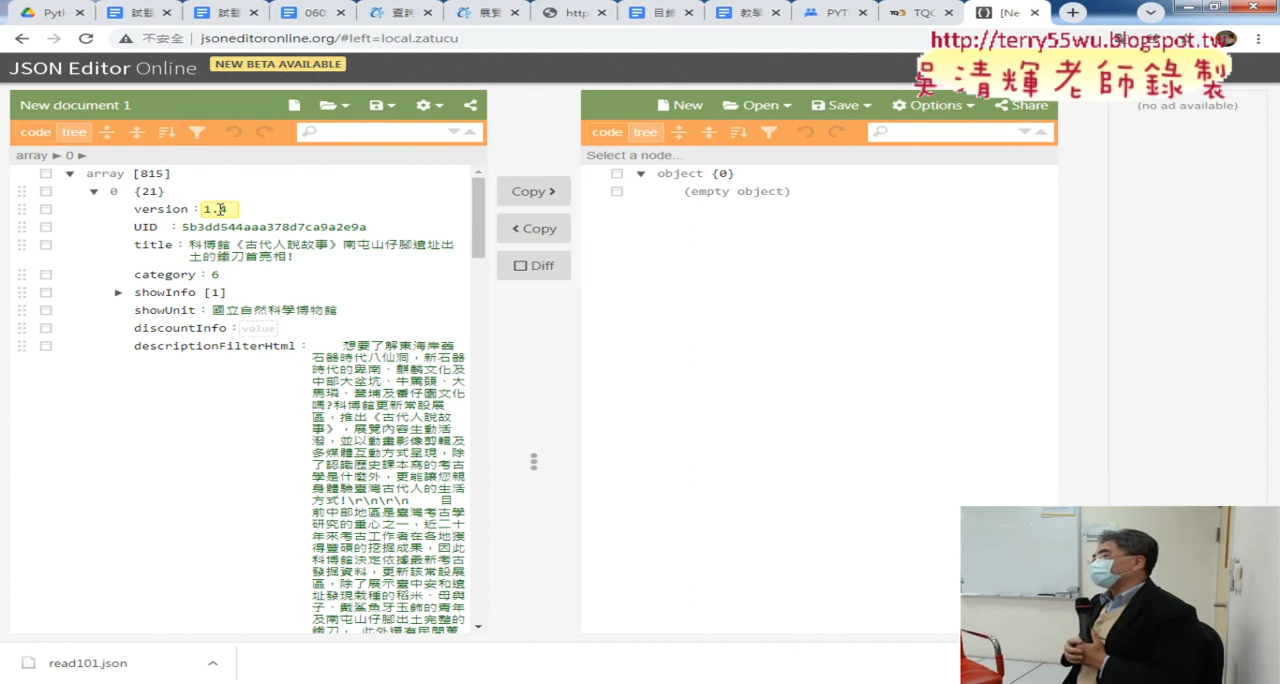 Pyth
試題
試題
060
查詢
展覽
http
目錄
教學
PYT
TQC
[Ne
不安全 | jsoneditoronline.org/#left=local.zatucu
http://terry55wu.blogspot.tw
吳清輝老師錄製
JSON Editor Online NEW BETA AVAILABLE
New document 1
New Open Save Options Share
(no ad available)
code tree
code tree
array ► 0 ►
Select a node...
array [815]
0 {21}
version : 1.4
UID : 5b3dd544aaa378d7ca9a2e9a
title : 科博館《古代人說故事》南屯山仔腳遺址出
土的鐵刀首亮相!
category : 6
showInfo [1]
showUnit : 國立自然科學博物館
discountInfo : value
descriptionFilterHtml : 想要了解東海岸舊
石器時代八仙洞，新石器
時代的卑南、麒麟文化及
中部大坌坑、牛罵頭、大
馬璘、營埔及番仔園文化
嗎?科博館更新常設展
區，推出《古代人說故
事》，展覽內容生動活
潑，並以動畫影像剪輯及
多媒體互動方式呈現，除
了認識歷史課本寫的考古
學是什麼外，更能讓您親
身體驗臺灣古代人的生活
方式!\r\n\r\n 目
前中部地區是臺灣考古學
研究的重心之一，近二十
年來考古工作者在各地獲
得豐碩的挖掘成果，因此
科博館決定依據最新考古
發掘資料，更新該常設展
區，除了展示臺中安和遺
址發現栽種的稻米、母與
子、戴鯊魚牙玉飾的青年
及南屯山仔腳出土完整的
鐵刀，此外還有民間薰
Copy >
< Copy
Diff
object {0}
(empty object)
read101.json